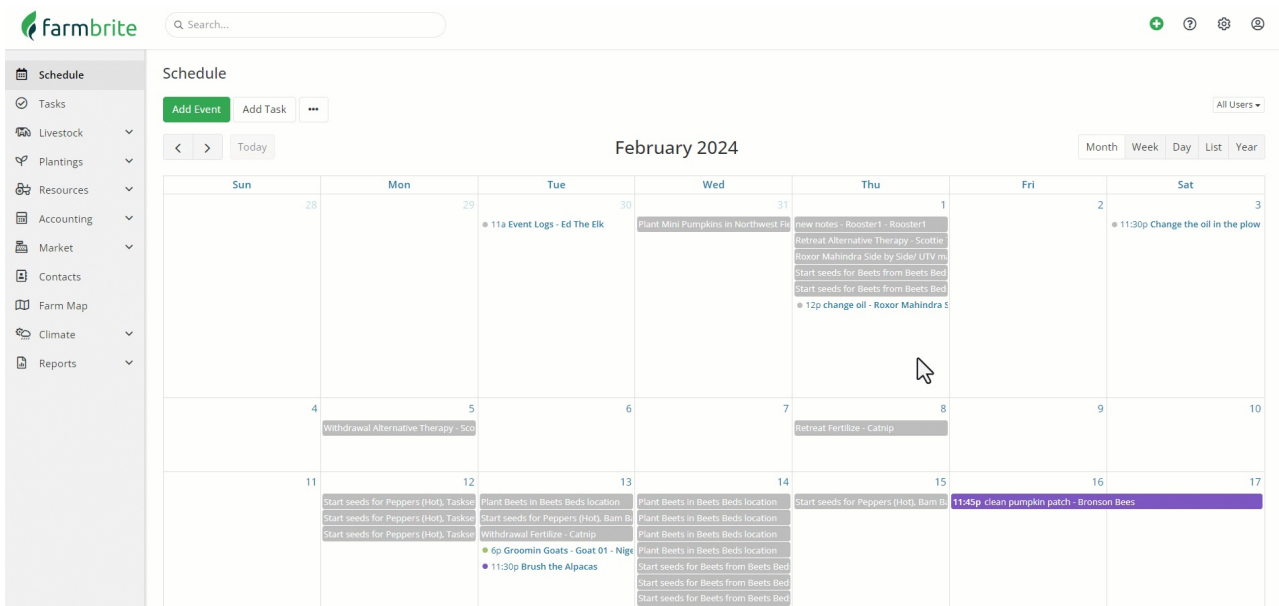 farmbrite
Search...
Schedule
Tasks
Livestock
Plantings
Resources
Accounting
Market
Contacts
Farm Map
Climate
Reports
Schedule
Add Event
Add Task
•••
All Users
Today
February 2024
Month
Week
Day
List
Year
Sun
Mon
Tue
Wed
Thu
Fri
Sat
28
29
30
31
1
2
3
11a Event Logs - Ed The Elk
Plant Mini Pumpkins in Northwest Fie
new notes - Rooster1 - Rooster1
Retreat Alternative Therapy - Scottie
Roxor Mahindra Side by Side/ UTV m
Start seeds for Beets from Beets Bed
Start seeds for Beets from Beets Bed
12p change oil - Roxor Mahindra S
11:30p Change the oil in the plow
4
5
6
7
8
9
10
Withdrawal Alternative Therapy - Sco
Retreat Fertilize - Catnip
11
12
13
14
15
16
17
Start seeds for Peppers (Hot), Taskse
Start seeds for Peppers (Hot), Taskse
Start seeds for Peppers (Hot), Taskse
Plant Beets in Beets Beds location
Start seeds for Peppers (Hot), Barn B
Withdrawal Fertilize - Catnip
6p Groomin Goats - Goat 01 - Nige
11:30p Brush the Alpacas
Plant Beets in Beets Beds location
Plant Beets in Beets Beds location
Plant Beets in Beets Beds location
Plant Beets in Beets Beds location
Start seeds for Beets from Beets Bed
Start seeds for Beets from Beets Bed
Start seeds for Beets from Beets Bed
Start seeds for Peppers (Hot), Barn B
11:45p clean pumpkin patch - Bronson Bees